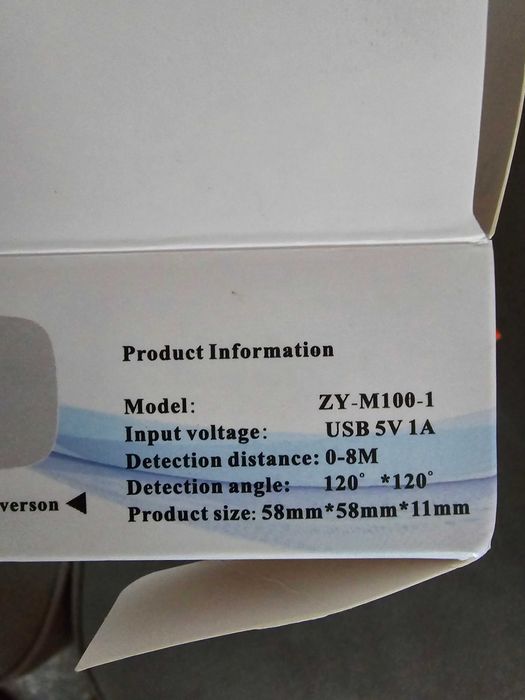 Product Information
Model: ZY-M100-1
Input voltage: USB 5V 1A
Detection distance: 0-8M
Detection angle: 120° *120°
verson ◀
Product size: 58mm*58mm*11mm